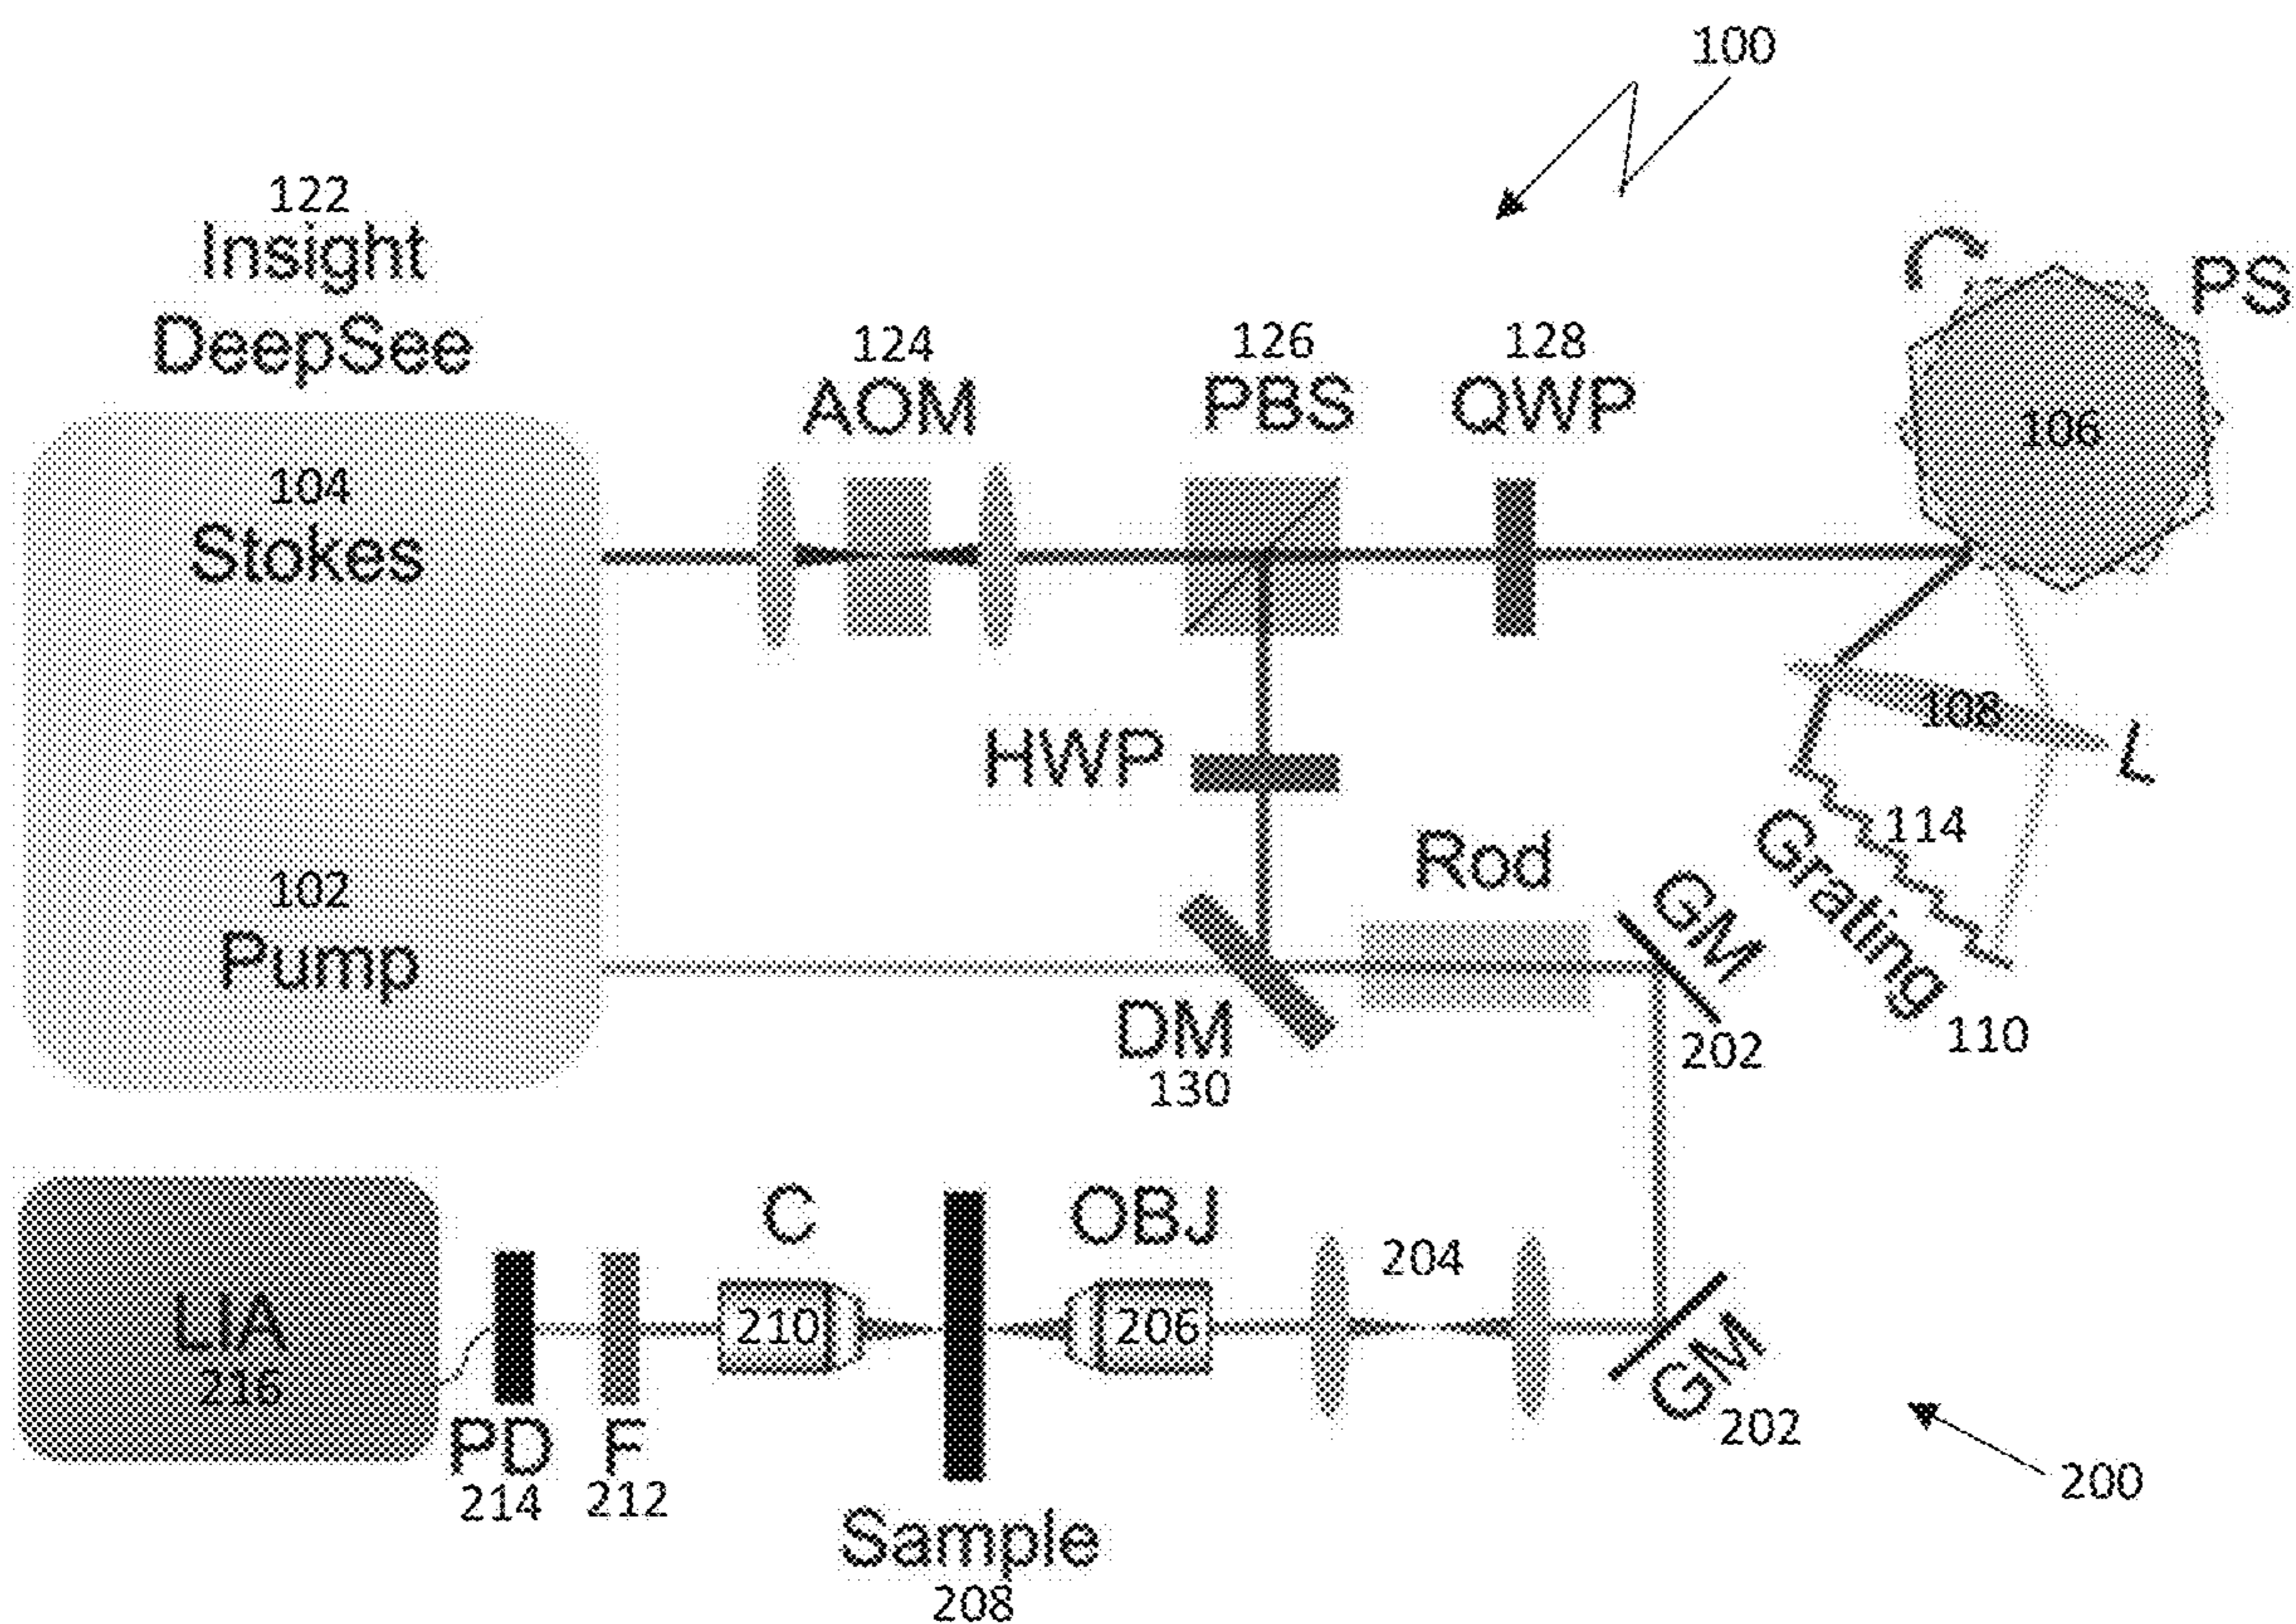 100
122
Insight
DeepSee
124
AOM
126
PBS
128
QWP
PS
106
104
Stokes
108
L
HWP
114
Grating
110
Rod
GM
202
102
Pump
DM
130
C
OBJ
204
210
206
GM
202
LIA
216
PD
214
F
212
200
Sample
208